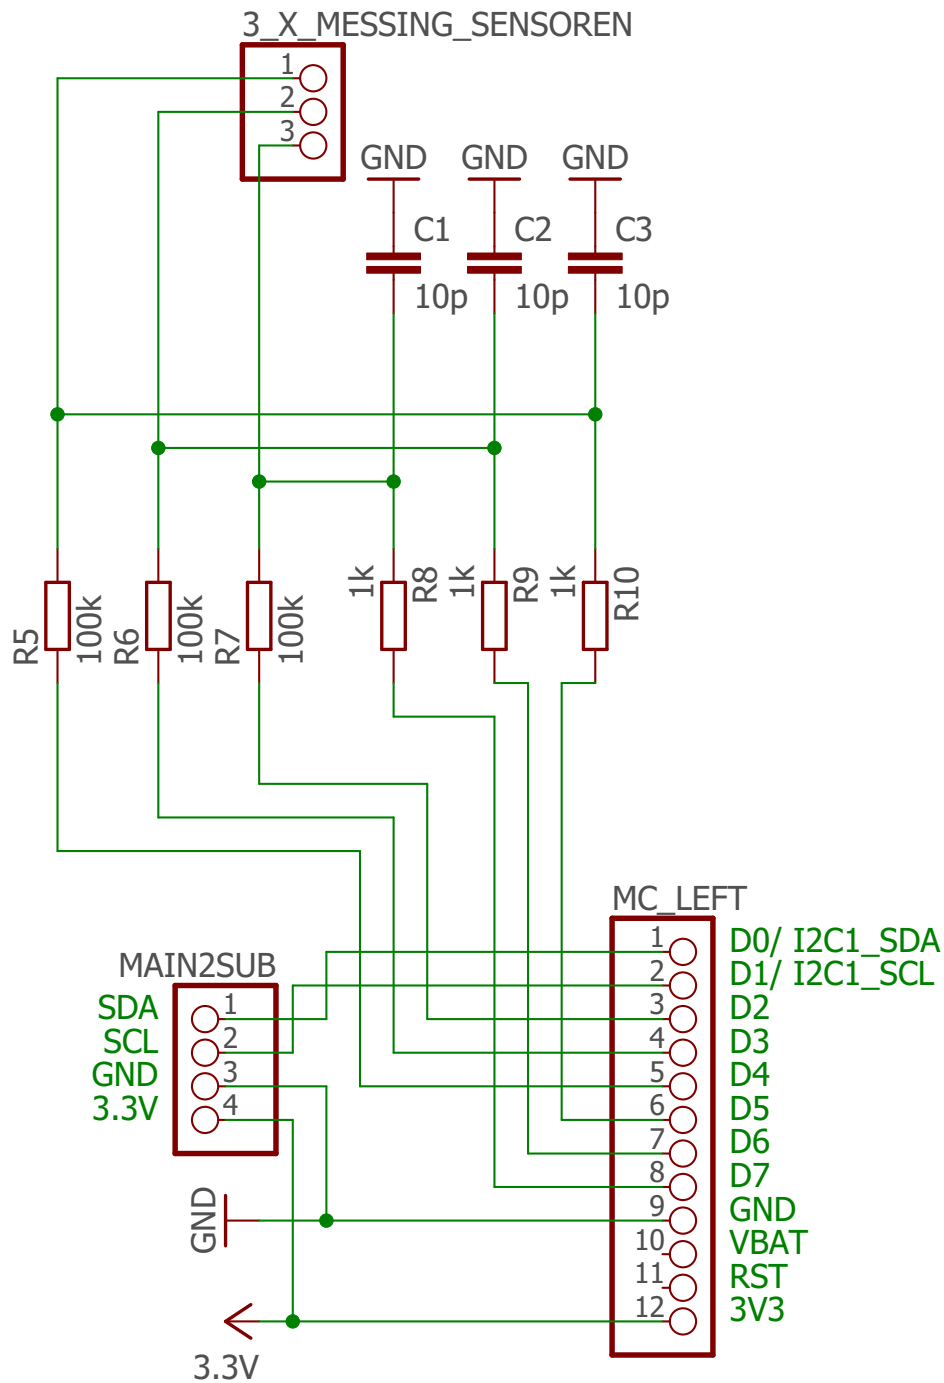 3_X_MESSING_SENSOREN
1
2
3
GND GND GND
C1 C2 C3
10p 10p 10p
R5 100k R6 100k R7 100k 1k R8 1k R9 1k R10
MC_LEFT
1 D0/ I2C1_SDA
2 D1/ I2C1_SCL
3 D2
4 D3
5 D4
6 D5
7 D6
8 D7
9 GND
10 VBAT
11 RST
12 3V3
MAIN2SUB
SDA 1
SCL 2
GND 3
3.3V 4
GND
3.3V